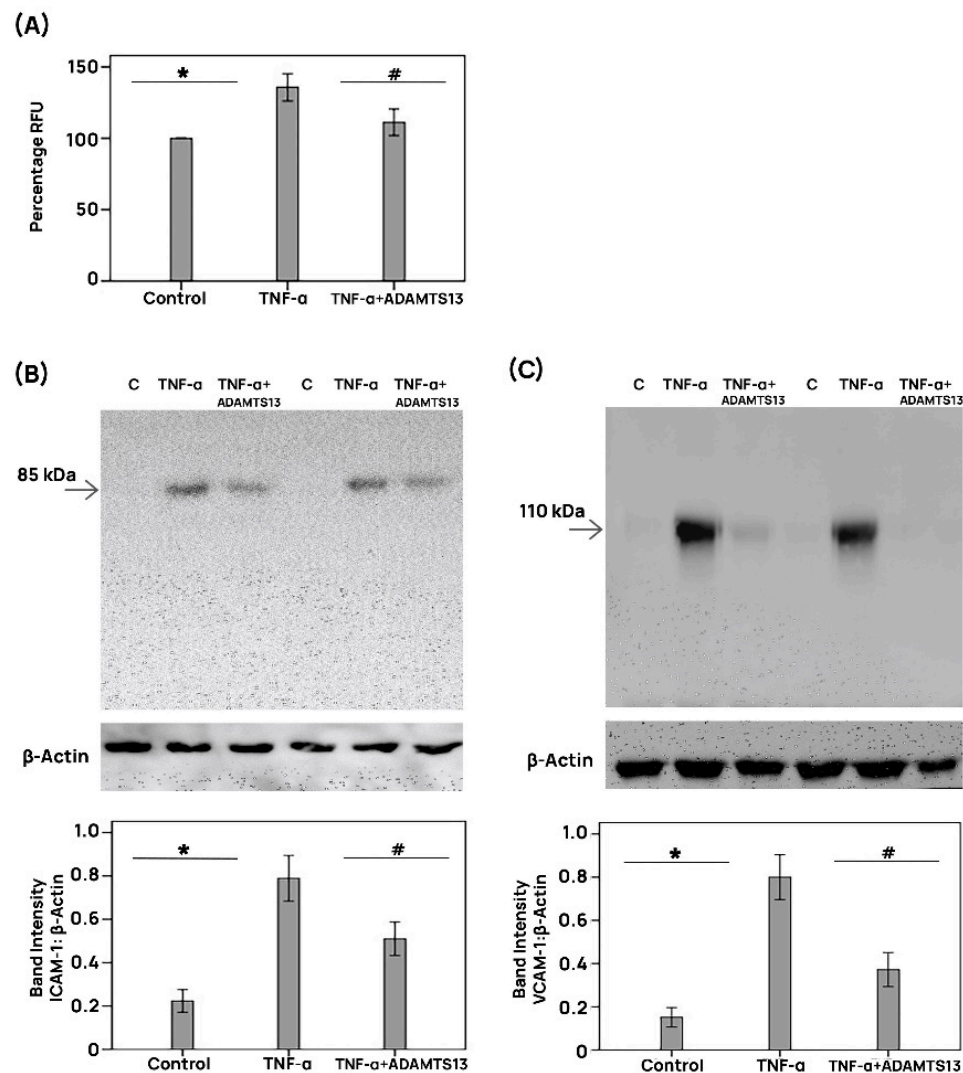 (A)
150
100
50
0
Percentage RFU
*
#
Control TNF-α TNF-α+ADAMTS13
(B)
C TNF-α TNF-α+ADAMTS13 C TNF-α TNF-α+ADAMTS13
85 kDa
β-Actin
1.0
0.8
0.6
0.4
0.2
0
Band Intensity
ICAM-1: β-Actin
*
#
Control TNF-α TNF-α+ADAMTS13
(C)
C TNF-α TNF-α+ADAMTS13 C TNF-α TNF-α+ADAMTS13
110 kDa
β-Actin
1.0
0.8
0.6
0.4
0.2
0
Band Intensity
VCAM-1:β-Actin
*
#
Control TNF-α TNF-α+ADAMTS13